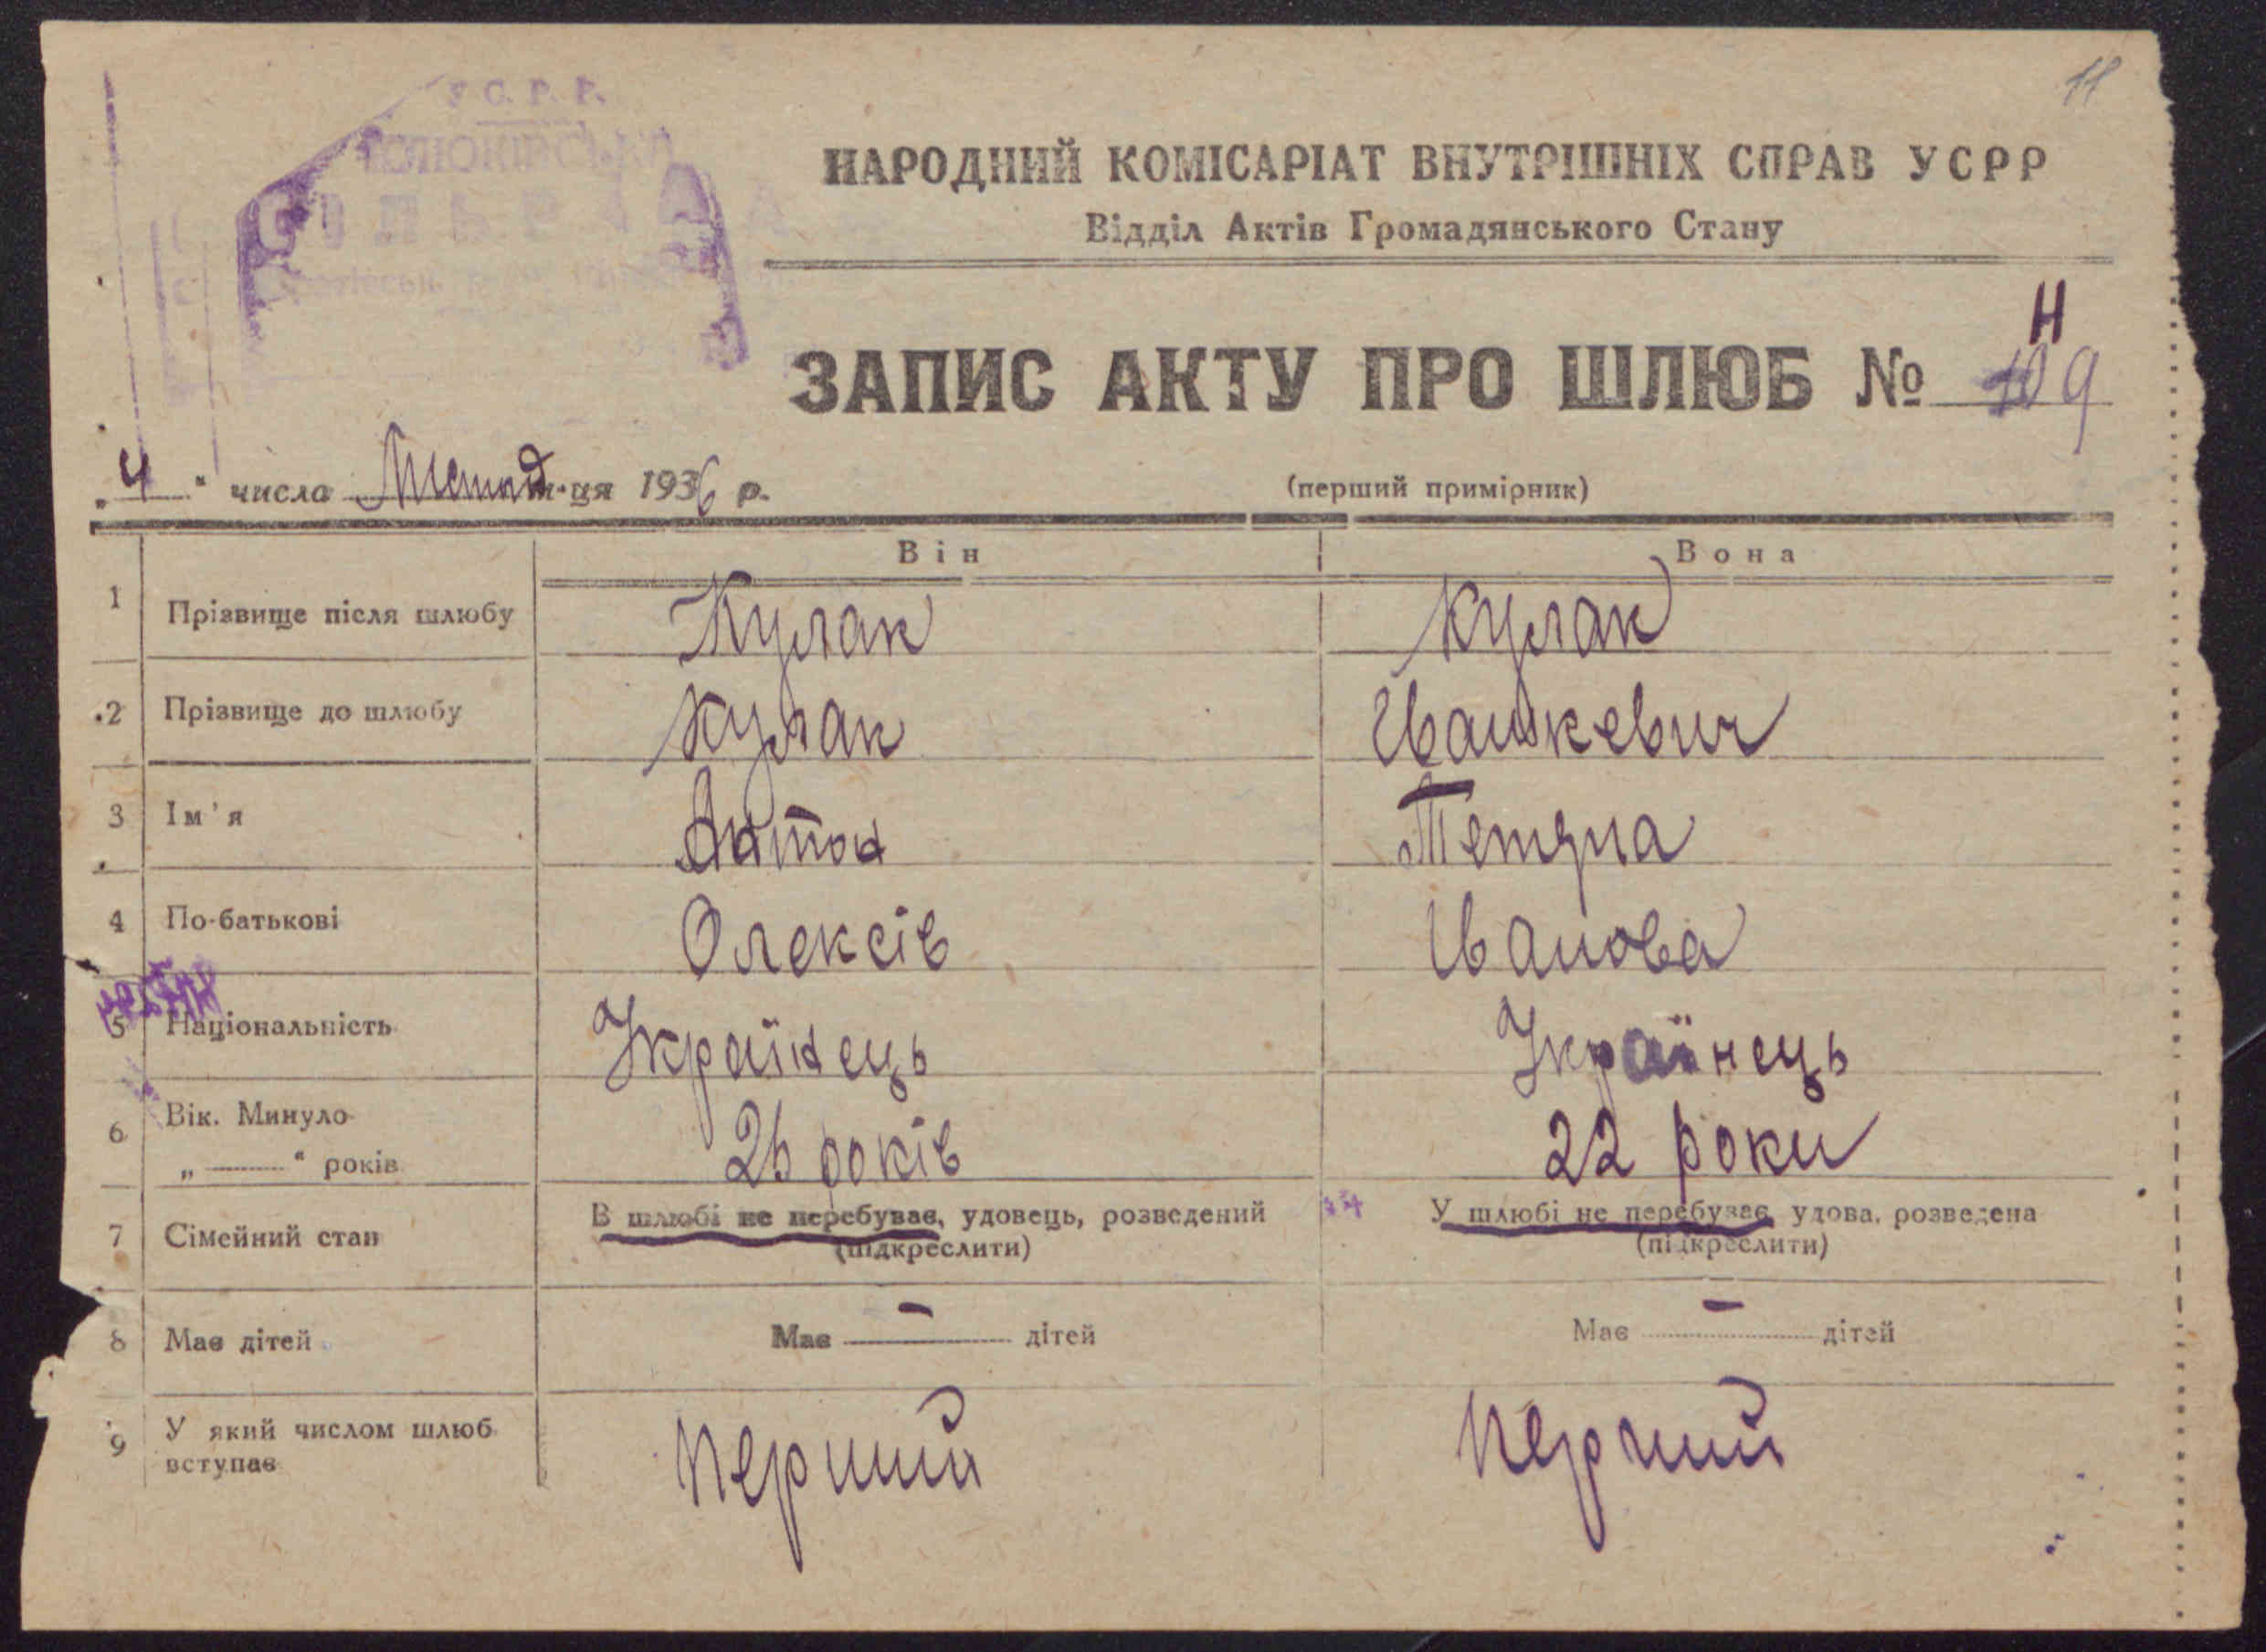 11
У. С. Р. Р.
СІЛЬРАДА
НАРОДНИЙ КОМІСАРІАТ ВНУТРІШНІХ СПРАВ УСРР
Відділ Актів Громадянського Стану
Н
ЗАПИС АКТУ ПРО ШЛЮБ № 9
„4“ числа м-ця 1936 р. (перший примірник)
Він Вона
1 Прізвище після шлюбу Кулак Кулак
2 Прізвище до шлюбу Кулак Івашкевич
3 Ім'я Антон Тетяна
4 По-батькові Олексів Іванова
5 Національність Українець Українець
6 Вік. Минуло
„ “ років 26 років 22 роки
7 Сімейний стан В шлюбі не перебуває, удовець, розведений У шлюбі не перебуває, удова, розведена
(підкреслити) (підкреслити)
8 Має дітей Має — дітей Має — дітей
9 У який числом шлюб вступає перший перший